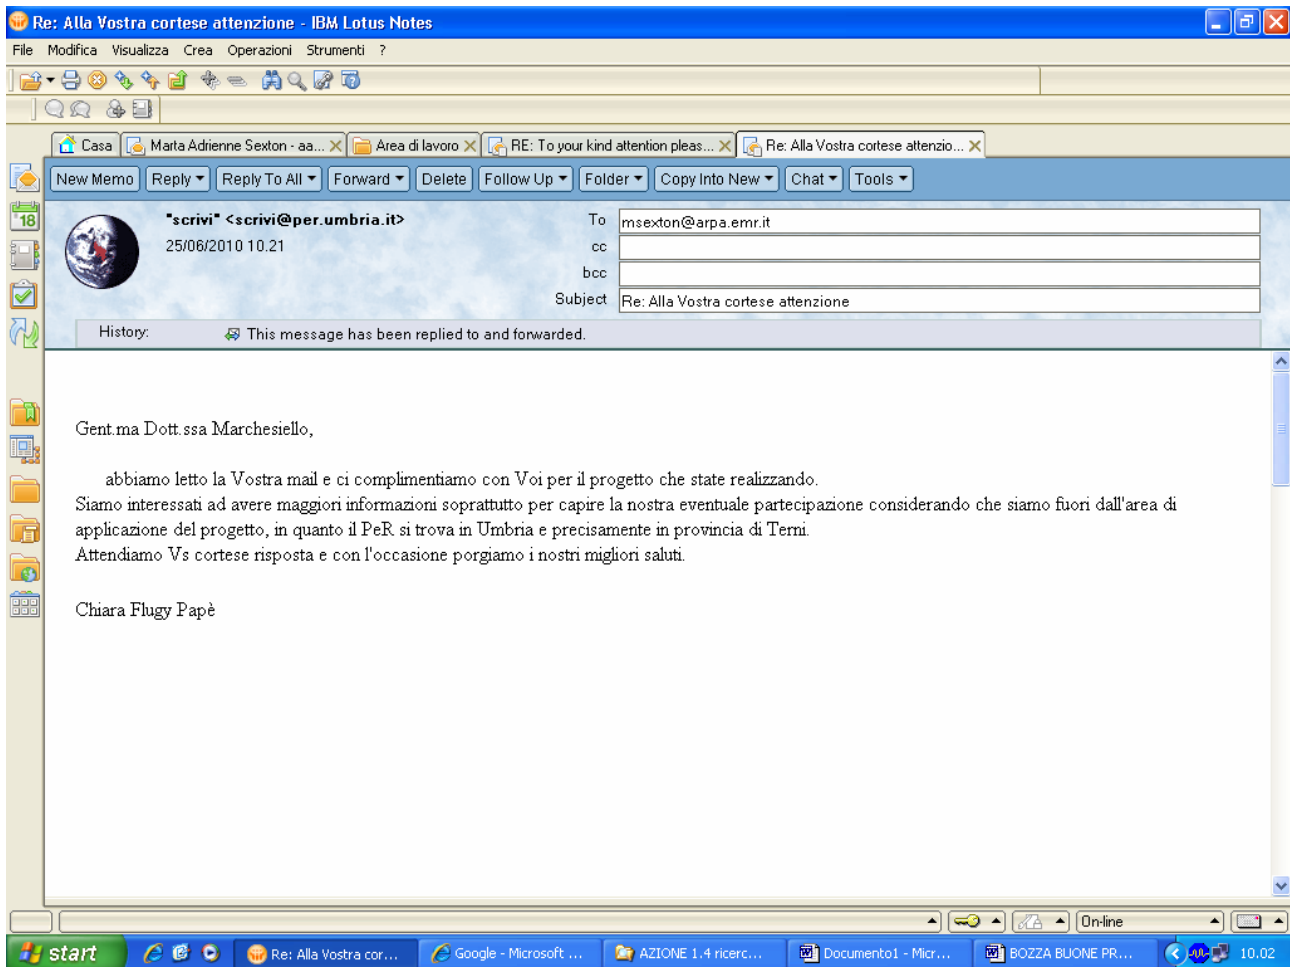 Re: Alla Vostra cortese attenzione - IBM Lotus Notes
File Modifica Visualizza Crea Operazioni Strumenti ?
Casa Marta Adrienne Sexton - aa... Area di lavoro RE: To your kind attention pleas... Re: Alla Vostra cortese attenzio...
New Memo Reply Reply To All Forward Delete Follow Up Folder Copy Into New Chat Tools
18
"scrivi" <scrivi@per.umbria.it> To msexton@arpa.emr.it
25/06/2010 10.21 cc
bcc
Subject Re: Alla Vostra cortese attenzione
History: This message has been replied to and forwarded.
Gent.ma Dott.ssa Marchesiello,
abbiamo letto la Vostra mail e ci complimentiamo con Voi per il progetto che state realizzando.
Siamo interessati ad avere maggiori informazioni soprattutto per capire la nostra eventuale partecipazione considerando che siamo fuori dall'area di
applicazione del progetto, in quanto il PeR si trova in Umbria e precisamente in provincia di Terni.
Attendiamo Vs cortese risposta e con l'occasione porgiamo i nostri migliori saluti.
Chiara Flugy Papè
On-line
start Re: Alla Vostra cor... Google - Microsoft ... AZIONE 1.4 ricerc... Documento1 - Micr... BOZZA BUONE PR... 10.02